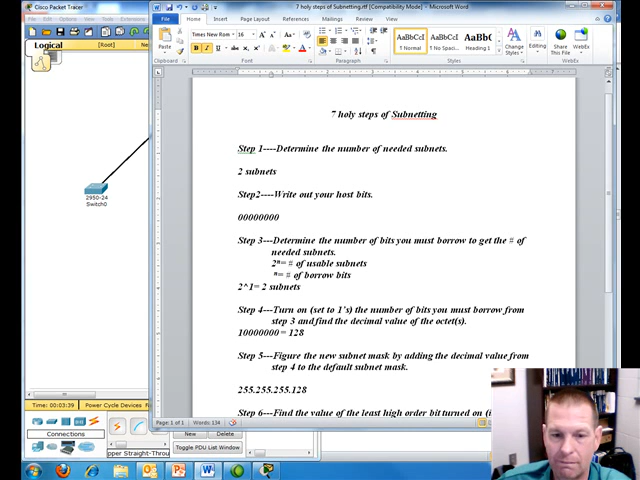 Cisco Packet Tracer
7 holy steps of Subnetting.rtf [Compatibility Mode] - Microsoft Word
File Edit Options View
Logical
[Root]
File
Home
Insert
Page Layout
References
Mailings
Review
View
Times New Rom
16
AaBbCcI
AaBbCcI
AaBbC
¶ Normal
¶ No Spaci...
Heading 1
Paste
Change Styles
Editing
Share This File
WebEx
Clipboard
Font
Paragraph
Styles
WebEx
2950-24
Switch0
7 holy steps of Subnetting
Step 1----Determine the number of needed subnets.
2 subnets
Step2----Write out your host bits.
00000000
Step 3---Determine the number of bits you must borrow to get the # of
needed subnets.
2ⁿ= # of usable subnets
ⁿ= # of borrow bits
2^1= 2 subnets
Step 4----Turn on (set to 1’s) the number of bits you must borrow from
step 3 and find the decimal value of the octet(s).
10000000 = 128
Step 5----Figure the new subnet mask by adding the decimal value from
step 4 to the default subnet mask.
255.255.255.128
Step 6----Find the value of the least high order bit turned on (i
Page: 1 of 1
Words: 134
Time: 00:03:39
Power Cycle Devices
Connections
New
Delete
Toggle PDU List Window